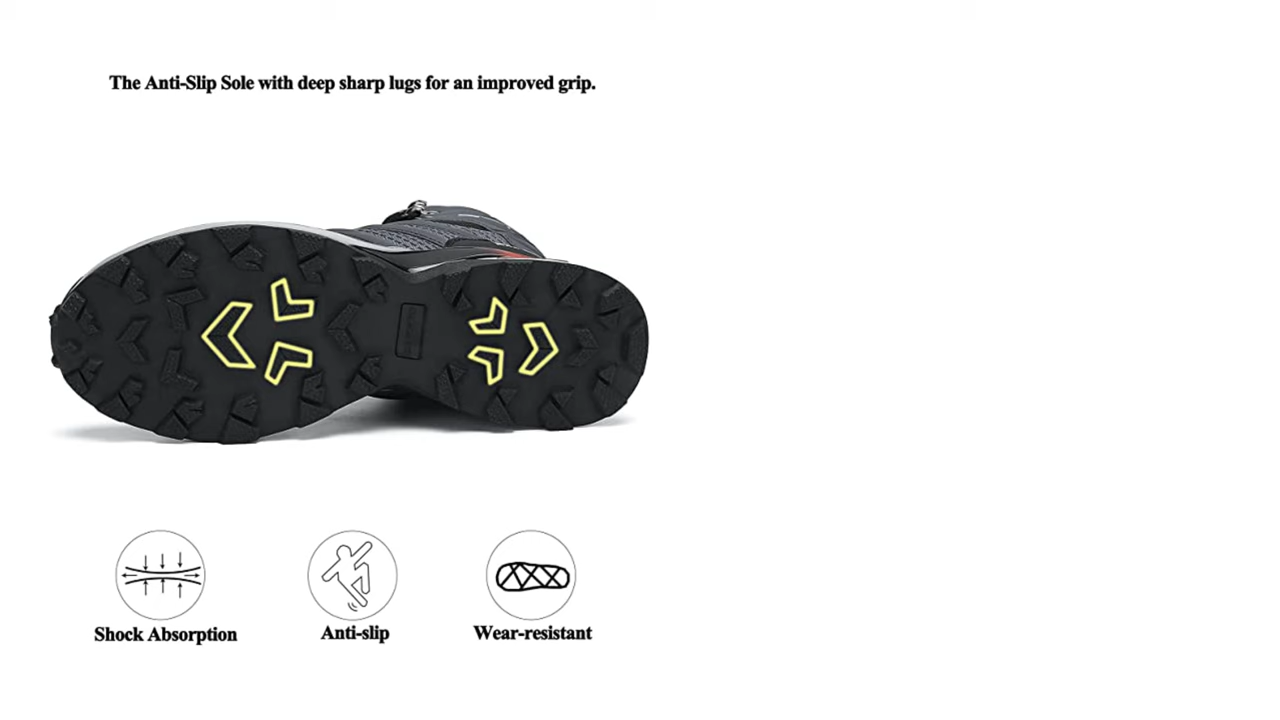 The Anti-Slip Sole with deep sharp lugs for an improved grip.
Shock Absorption
Anti-slip
Wear-resistant